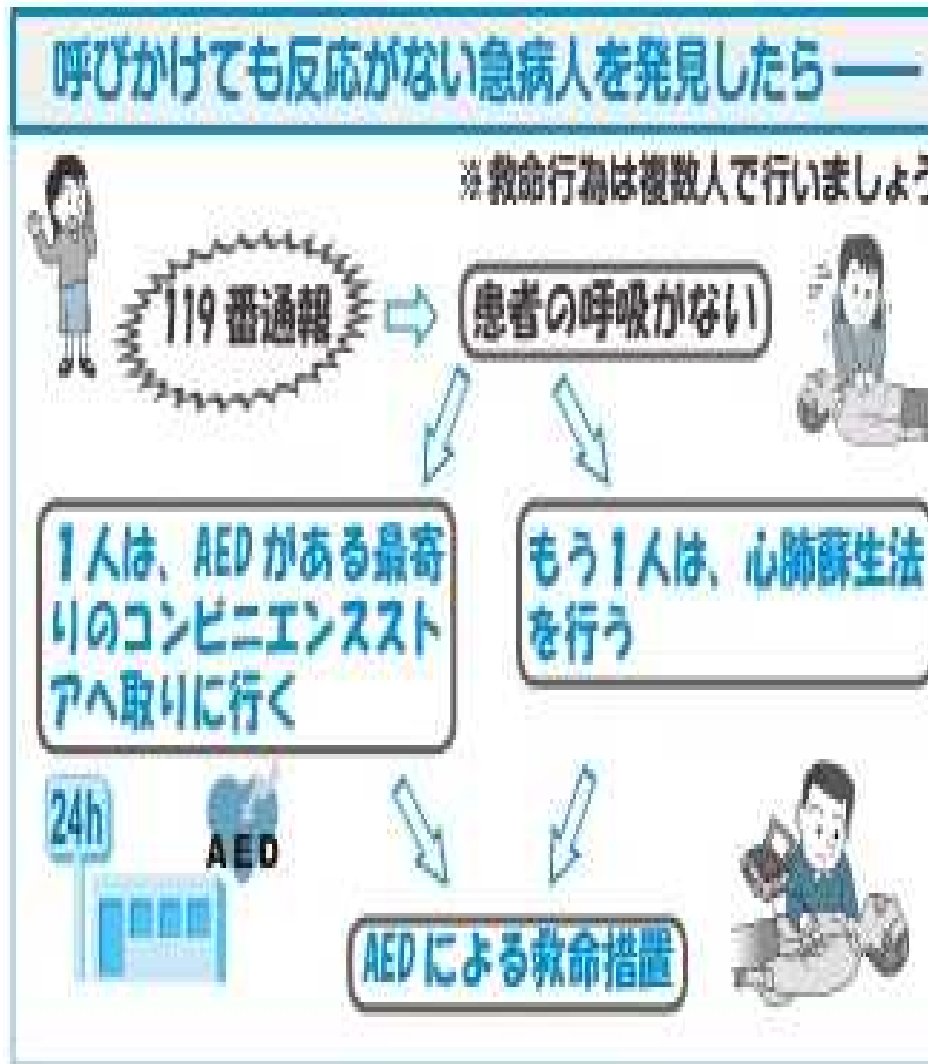 呼びかけても反応がない急病人を発見したら――
※救命行為は複数人で行いましょう
119番通報
患者の呼吸がない
1人は、AEDがある最寄
りのコンビニエンススト
アへ取りに行く
もう1人は、心肺蘇生法
を行う
24h
AED
AEDによる救命措置